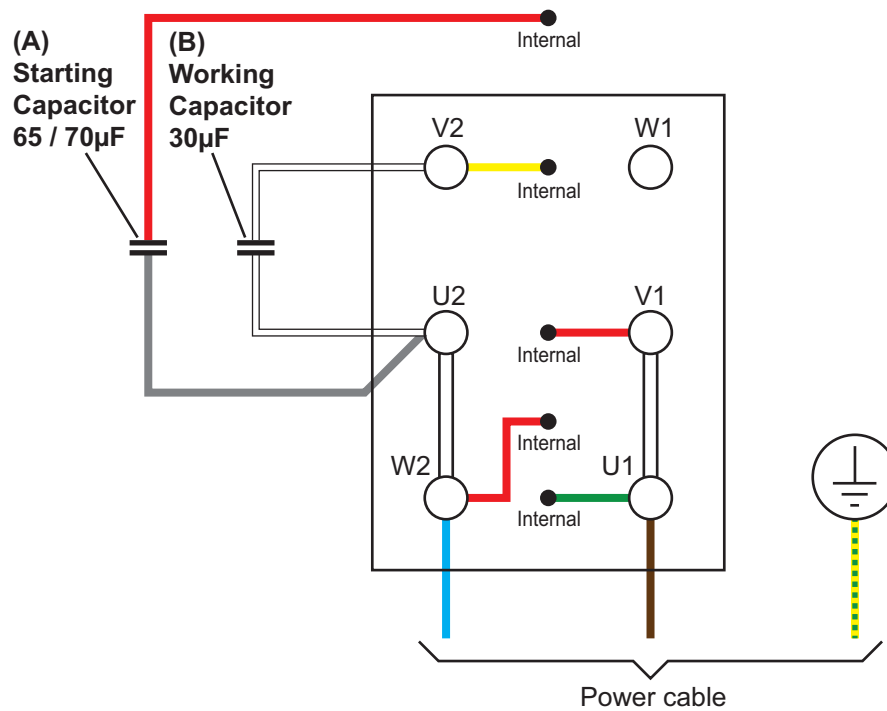 Internal
(A)
Starting
Capacitor
65 / 70µF
(B)
Working
Capacitor
30µF
V2
W1
Internal
U2
V1
Internal
Internal
W2
U1
Internal
Power cable